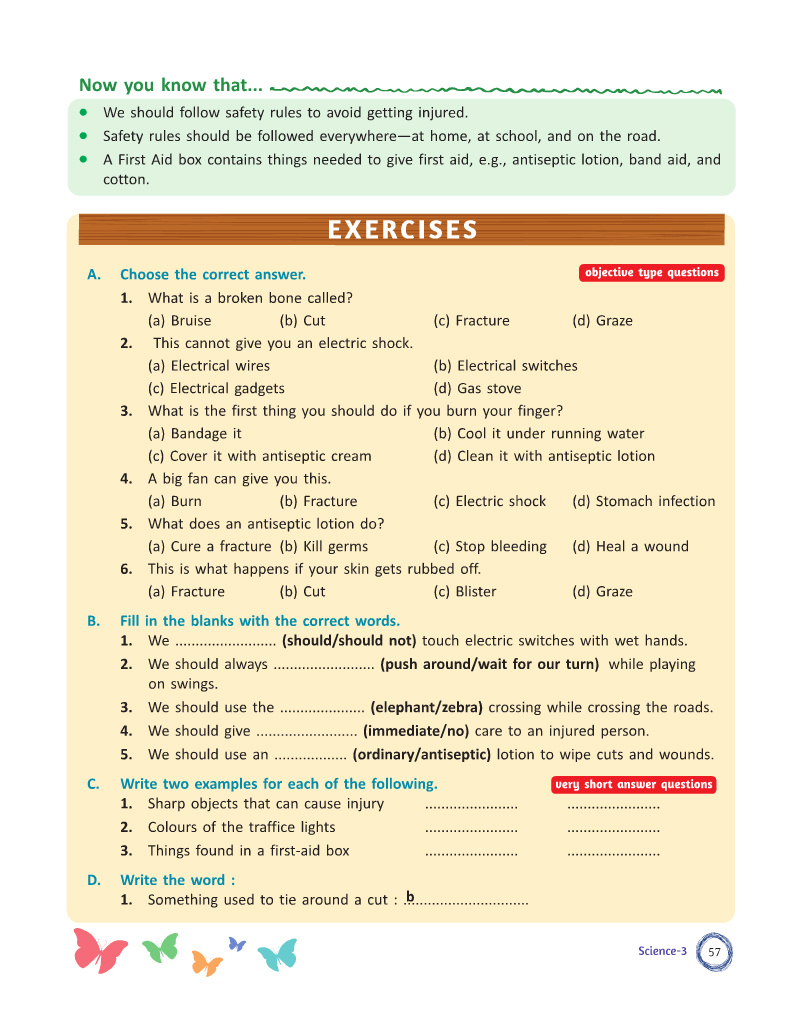 Now you know that...
• We should follow safety rules to avoid getting injured.
• Safety rules should be followed everywhere—at home, at school, and on the road.
• A First Aid box contains things needed to give first aid, e.g., antiseptic lotion, band aid, and
cotton.
EXERCISES
A. Choose the correct answer. objective type questions
1. What is a broken bone called?
(a) Bruise (b) Cut (c) Fracture (d) Graze
2. This cannot give you an electric shock.
(a) Electrical wires (b) Electrical switches
(c) Electrical gadgets (d) Gas stove
3. What is the first thing you should do if you burn your finger?
(a) Bandage it (b) Cool it under running water
(c) Cover it with antiseptic cream (d) Clean it with antiseptic lotion
4. A big fan can give you this.
(a) Burn (b) Fracture (c) Electric shock (d) Stomach infection
5. What does an antiseptic lotion do?
(a) Cure a fracture (b) Kill germs (c) Stop bleeding (d) Heal a wound
6. This is what happens if your skin gets rubbed off.
(a) Fracture (b) Cut (c) Blister (d) Graze
B. Fill in the blanks with the correct words.
1. We ......................... (should/should not) touch electric switches with wet hands.
2. We should always ......................... (push around/wait for our turn) while playing
on swings.
3. We should use the ..................... (elephant/zebra) crossing while crossing the roads.
4. We should give ......................... (immediate/no) care to an injured person.
5. We should use an .................. (ordinary/antiseptic) lotion to wipe cuts and wounds.
C. Write two examples for each of the following. very short answer questions
1. Sharp objects that can cause injury ....................... .......................
2. Colours of the traffice lights ....................... .......................
3. Things found in a first-aid box ....................... .......................
D. Write the word :
1. Something used to tie around a cut : b...............................
Science-3 57